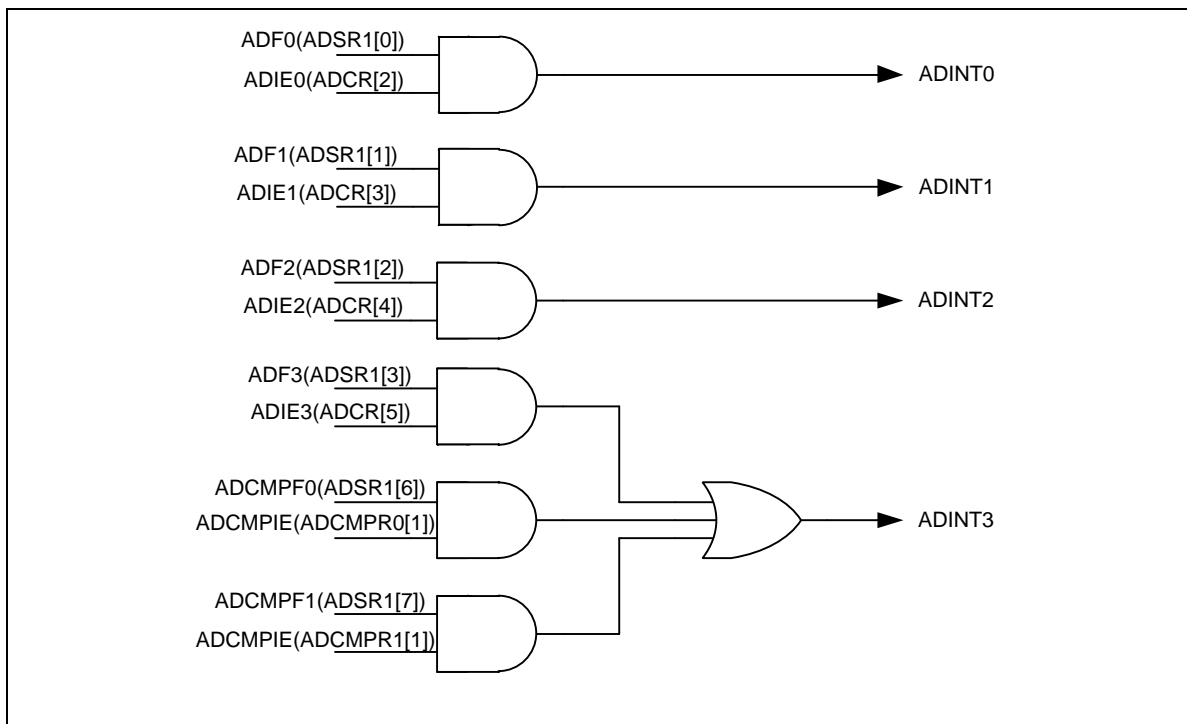 ADF0(ADSR1[0])
ADIE0(ADCR[2])
ADINT0
ADF1(ADSR1[1])
ADIE1(ADCR[3])
ADINT1
ADF2(ADSR1[2])
ADIE2(ADCR[4])
ADINT2
ADF3(ADSR1[3])
ADIE3(ADCR[5])
ADCMPF0(ADSR1[6])
ADCMPIE(ADCMPR0[1])
ADINT3
ADCMPF1(ADSR1[7])
ADCMPIE(ADCMPR1[1])